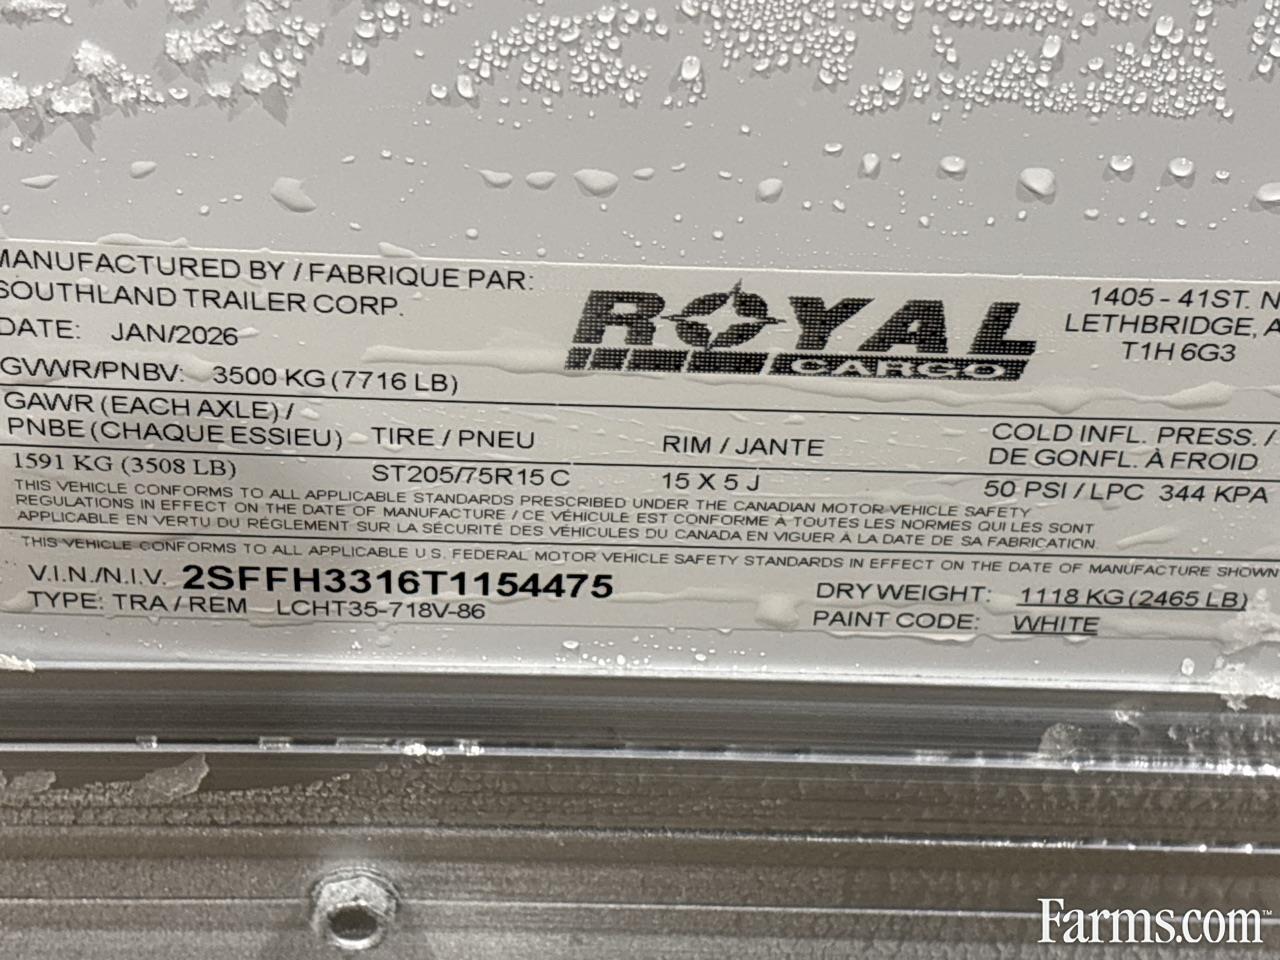 MANUFACTURED BY / FABRIQUE PAR:
SOUTHLAND TRAILER CORP.
DATE: JAN/2026
ROYAL
CARGO
1405 - 41ST. N
LETHBRIDGE, A
T1H 6G3
GVWR/PNBV: 3500 KG (7716 LB)
GAWR (EACH AXLE) /
PNBE (CHAQUE ESSIEU)
TIRE / PNEU
RIM / JANTE
COLD INFL. PRESS. /
DE GONFL. À FROID
1591 KG (3508 LB)
ST205/75R15 C
15 X 5 J
50 PSI / LPC 344 KPA
THIS VEHICLE CONFORMS TO ALL APPLICABLE STANDARDS PRESCRIBED UNDER THE CANADIAN MOTOR VEHICLE SAFETY
REGULATIONS IN EFFECT ON THE DATE OF MANUFACTURE / CE VÉHICULE EST CONFORME À TOUTES LES NORMES QUI LES SONT
APPLICABLE EN VERTU DU RÉGLEMENT SUR LA SÉCURITÉ DES VÉHICULES DU CANADA EN VIGUER À LA DATE DE SA FABRICATION.
THIS VEHICLE CONFORMS TO ALL APPLICABLE U.S. FEDERAL MOTOR VEHICLE SAFETY STANDARDS IN EFFECT ON THE DATE OF MANUFACTURE SHOWN
V.I.N./N.I.V. 2SFFH3316T1154475
TYPE: TRA / REM LCHT35-718V-86
DRY WEIGHT: 1118 KG (2465 LB)
PAINT CODE: WHITE
Farms.com™